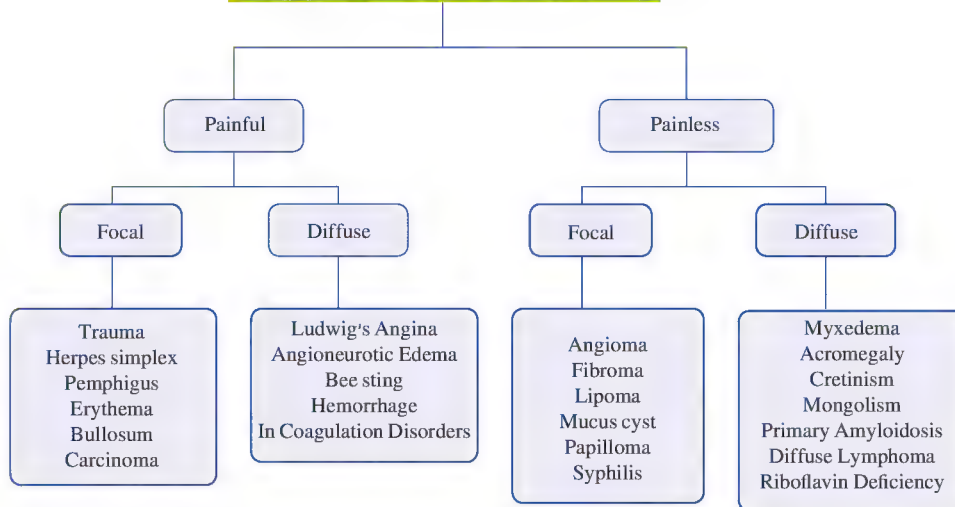 Painful
Painless
Focal
Diffuse
Focal
Diffuse
Trauma
Herpes simplex
Pemphigus
Erythema
Bullosum
Carcinoma
Ludwig's Angina
Angioneurotic Edema
Bee sting
Hemorrhage
In Coagulation Disorders
Angioma
Fibroma
Lipoma
Mucus cyst
Papilloma
Syphilis
Myxedema
Acromegaly
Cretinism
Mongolism
Primary Amyloidosis
Diffuse Lymphoma
Riboflavin Deficiency